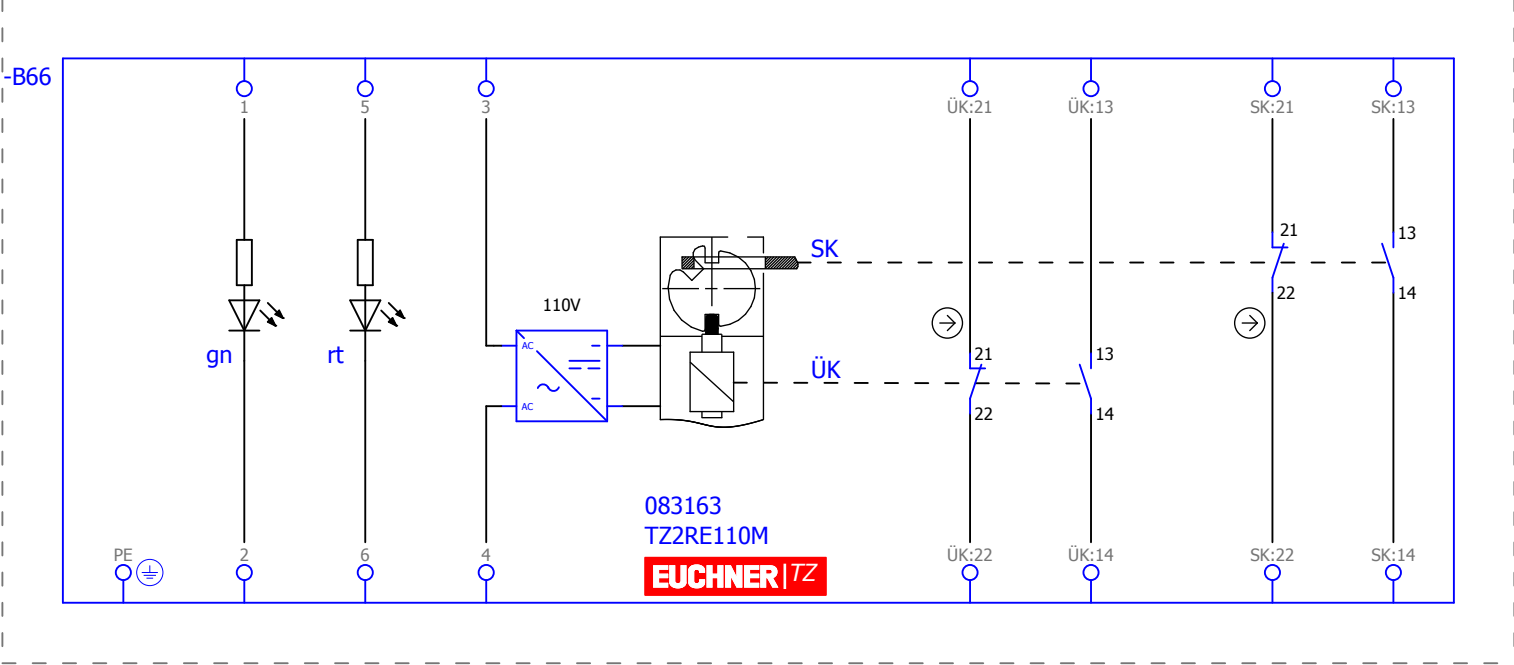 -B66
1
5
3
ÜK:21
ÜK:13
SK:21
SK:13
SK
21
13
22
14
110V
gn
rt
AC
AC
ÜK
21
13
22
14
083163
TZ2RE110M
EUCHNER|TZ
PE
2
6
4
ÜK:22
ÜK:14
SK:22
SK:14